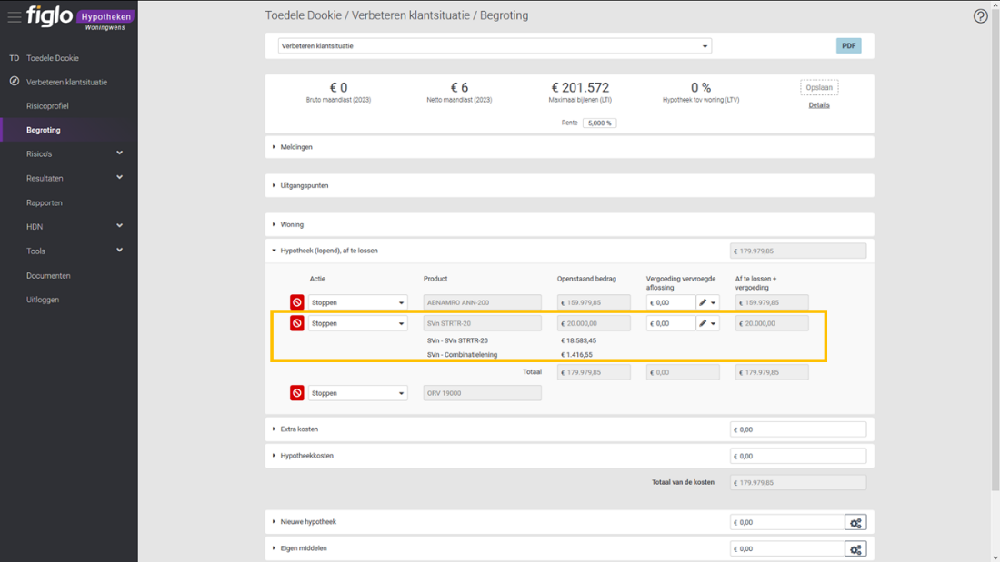 figlo Hypotheken
Woningwens
Toedele Dookie / Verbeteren klantsituatie / Begroting
TD Toedele Dookie
Verbeteren klantsituatie
Risicoprofiel
Begroting
Risico's
Resultaten
Rapporten
HDN
Tools
Documenten
Uitloggen
Verbeteren klantsituatie
PDF
€ 0 € 6 € 201.572 0 % Opslaan
Bruto maandlast (2023) Netto maandlast (2023) Maximaal bijlenen (LTI) Hypotheek tov woning (LTV) Details
Rente 5,000 %
Meldingen
Uitgangspunten
Woning
Hypotheek (lopend), af te lossen € 179.979,85
Actie Product Openstaand bedrag Vergoeding vervroegde aflossing Af te lossen + vergoeding
Stoppen ABNAMRO ANN-200 € 159.979,85 € 0,00 € 159.979,85
Stoppen SVn STRTR-20 € 20.000,00 € 0,00 € 20.000,00
SVn - SVn STRTR-20 € 18.583,45
SVn - Combinatielening € 1.416,55
Totaal € 179.979,85 € 0,00 € 179.979,85
Stoppen ORV 19000
Extra kosten € 0,00
Hypotheekkosten € 0,00
Totaal van de kosten € 179.979,85
Nieuwe hypotheek € 0,00
Eigen middelen € 0,00